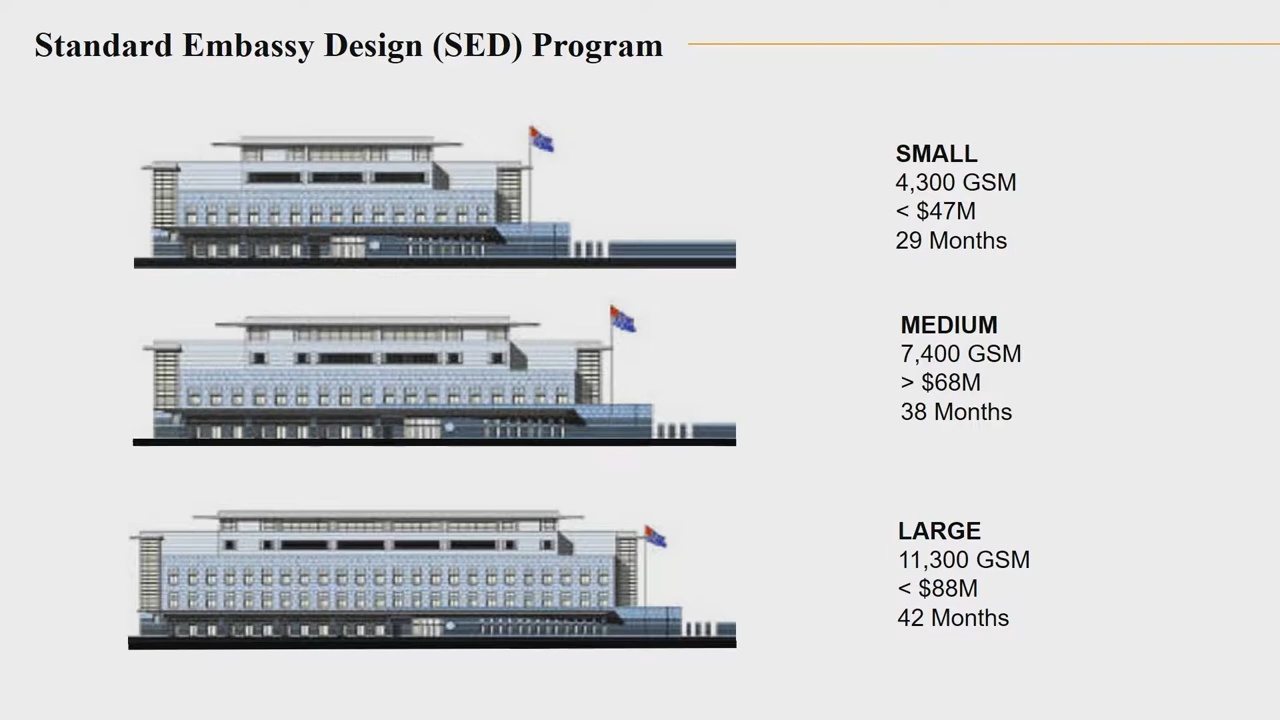 Standard Embassy Design (SED) Program
SMALL
4,300 GSM
< $47M
29 Months
MEDIUM
7,400 GSM
> $68M
38 Months
LARGE
11,300 GSM
< $88M
42 Months